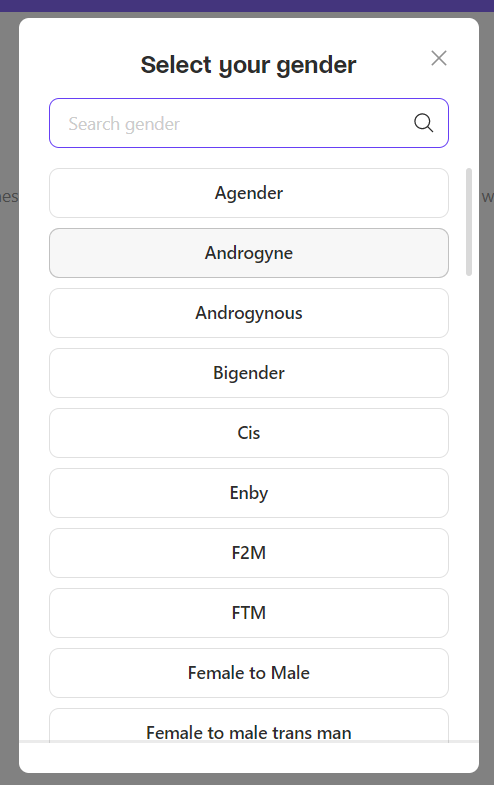 Select your gender
Search gender
Agender
Androgyne
Androgynous
Bigender
Cis
Enby
F2M
FTM
Female to Male
Female to male trans man